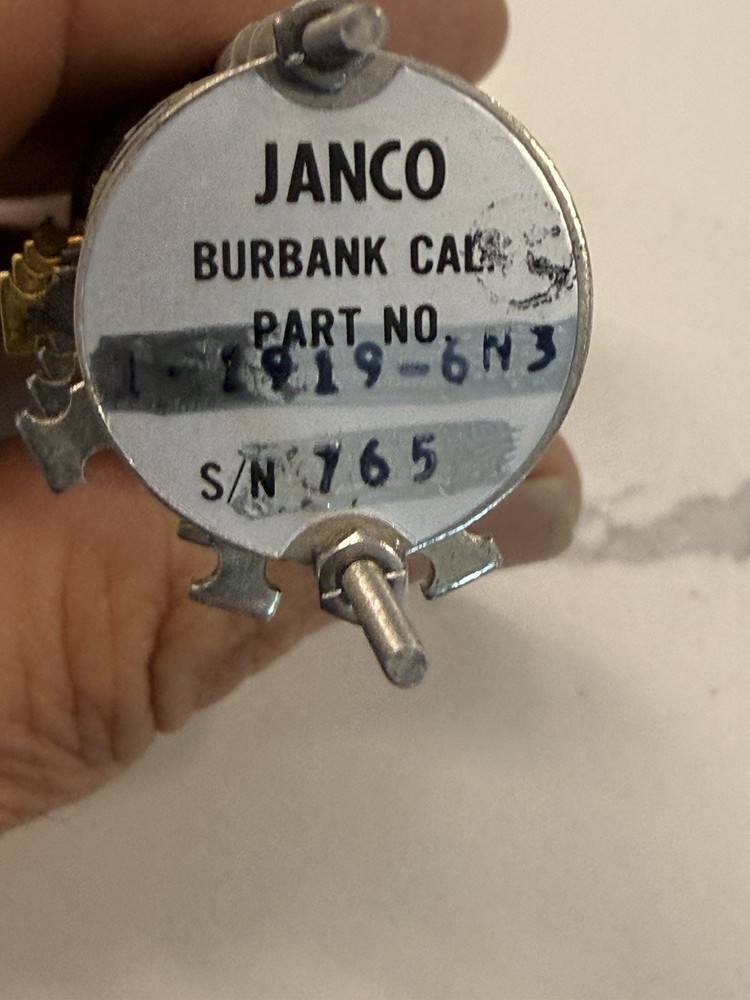 JANCO
BURBANK CAL.
PART NO.
1-1919-6N3
S/N 765